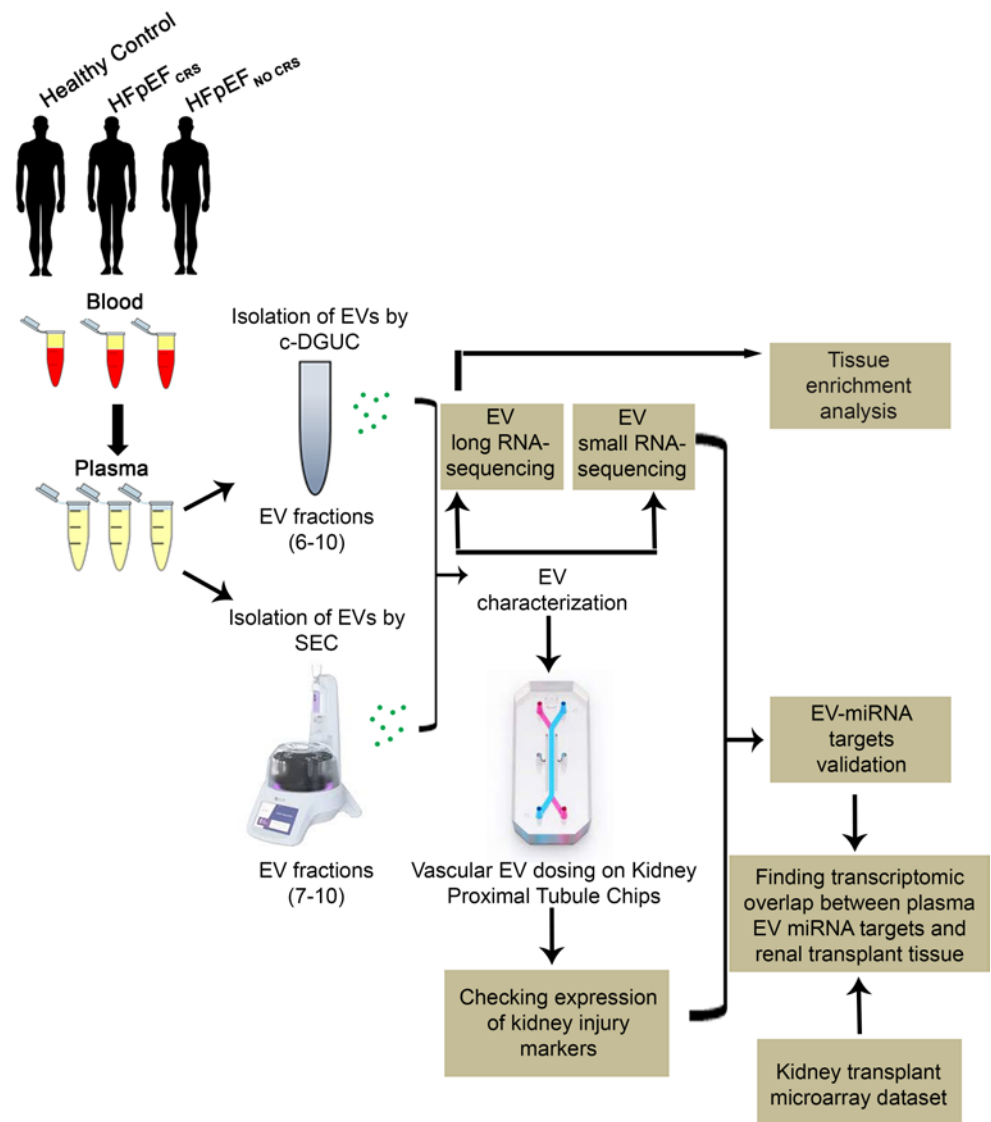 Healthy Control
HFpEF CRS
HFpEF NO CRS
Blood
Plasma
Isolation of EVs by
c-DGUC
EV fractions
(6-10)
Isolation of EVs by
SEC
EV fractions
(7-10)
EV
long RNA-
sequencing
EV
small RNA-
sequencing
Tissue
enrichment
analysis
EV
characterization
Vascular EV dosing on Kidney
Proximal Tubule Chips
Checking expression
of kidney injury
markers
EV-miRNA
targets
validation
Finding transcriptomic
overlap between plasma
EV miRNA targets and
renal transplant tissue
Kidney transplant
microarray dataset